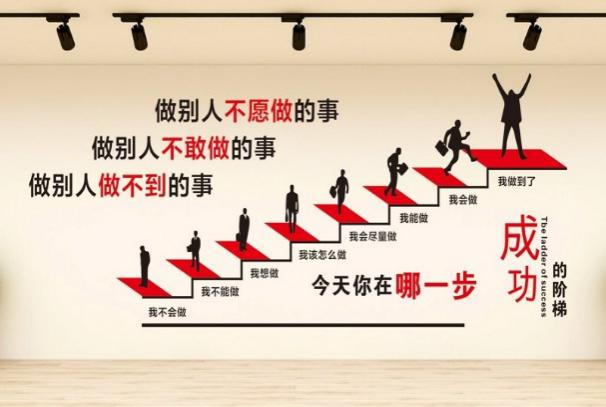 做别人不愿做的事
做别人不敢做的事
做别人做不到的事
我做到了
我会做
我能做
我会尽量做
我该怎么做
我想做
我不能做
我不会做
今天你在哪一步
成功
的阶梯
The ladder of success